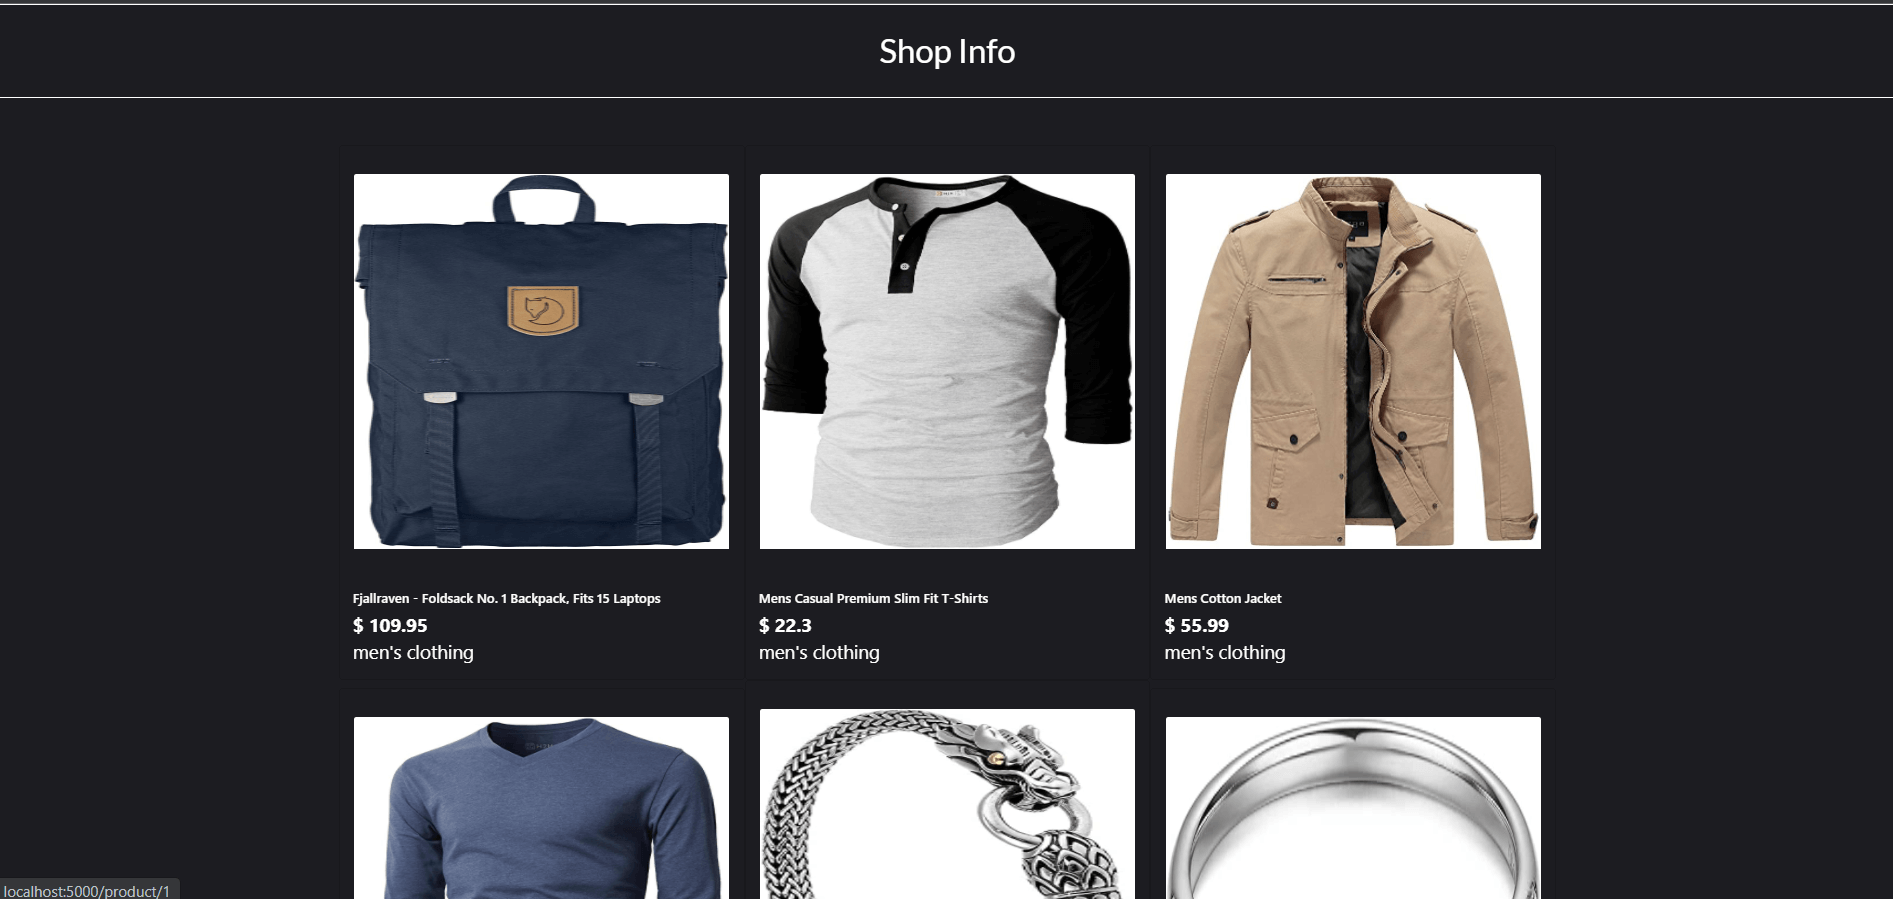 Shop Info
Fjallraven - Foldsack No. 1 Backpack, Fits 15 Laptops
$ 109.95
men's clothing
Mens Casual Premium Slim Fit T-Shirts
$ 22.3
men's clothing
Mens Cotton Jacket
$ 55.99
men's clothing
localhost:5000/product/1